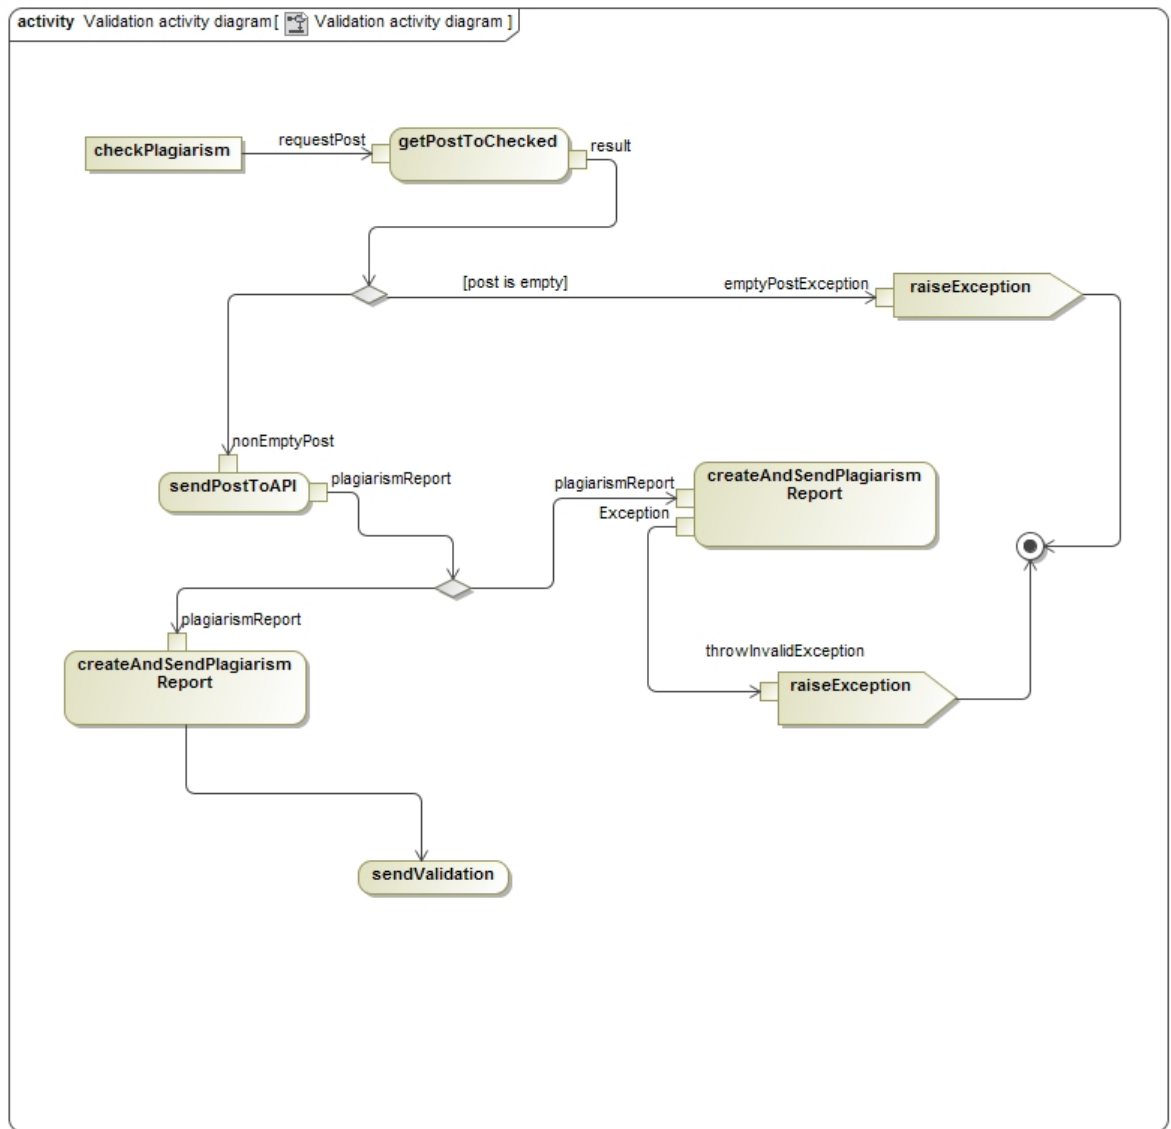 activity Validation activity diagram[ Validation activity diagram ]
checkPlagiarism
requestPost
getPostToChecked
result
[post is empty]
emptyPostException
raiseException
nonEmptyPost
sendPostToAPI
plagiarismReport
plagiarismReport
Exception
createAndSendPlagiarism
Report
plagiarismReport
createAndSendPlagiarism
Report
throwInvalidException
raiseException
sendValidation